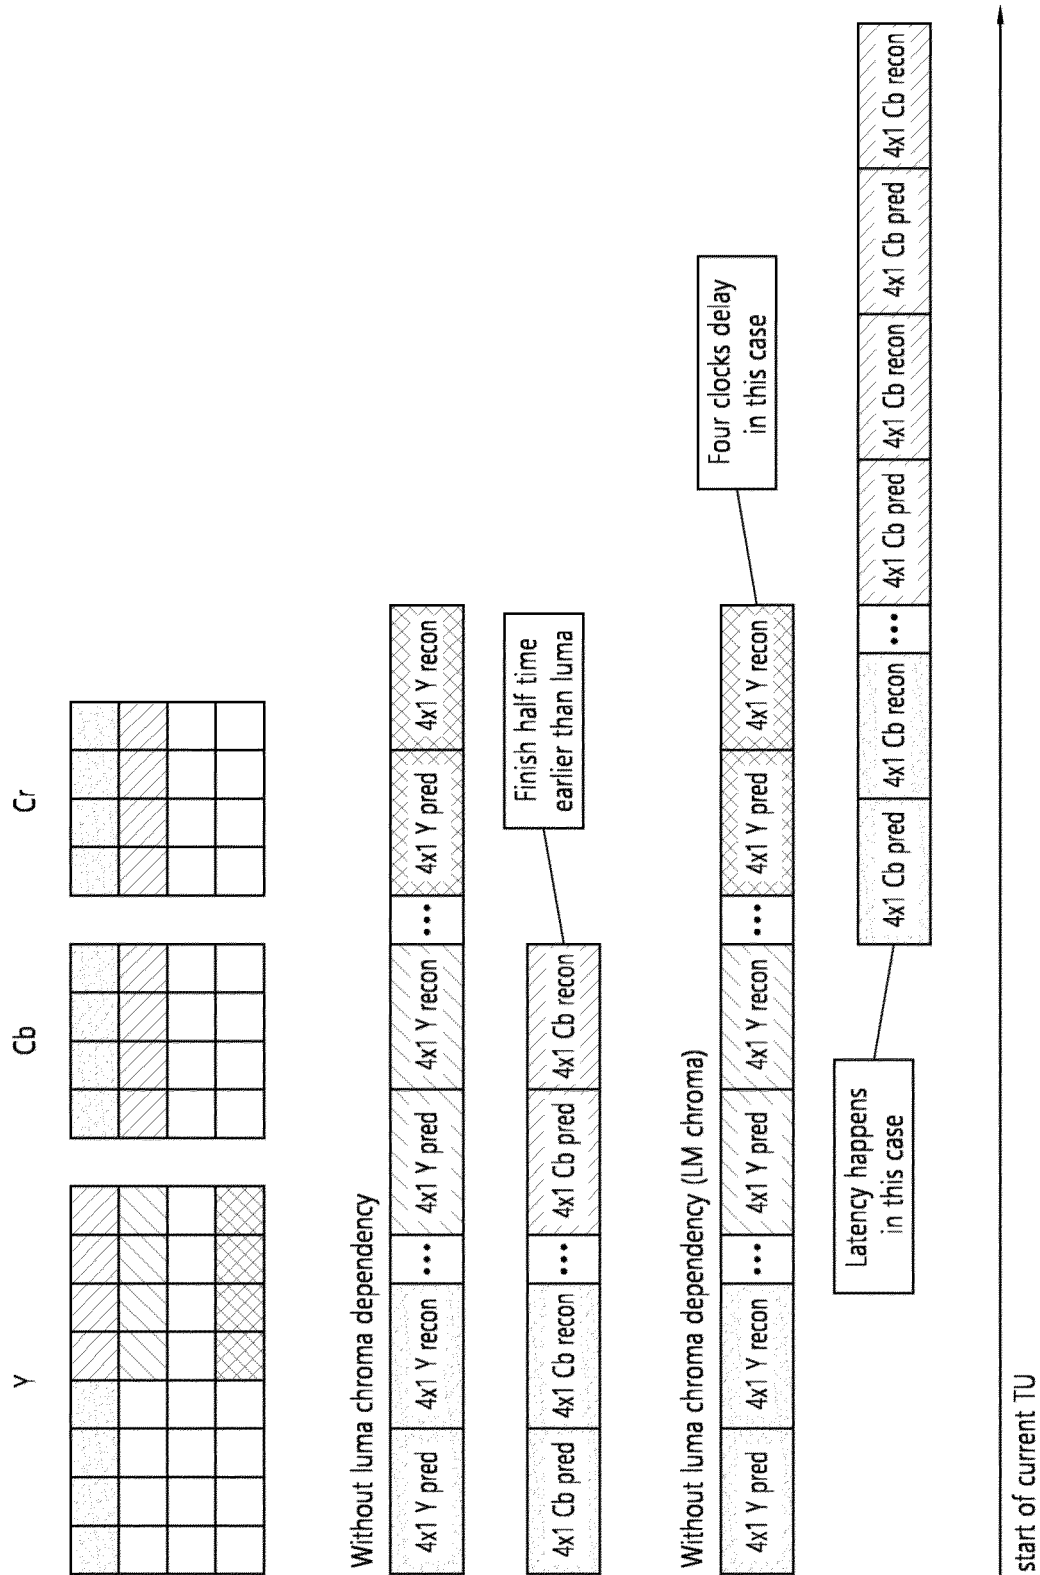 Y
Cb
Cr
Without luma chroma dependency
4x1 Y pred
4x1 Y recon
•••
4x1 Y pred
4x1 Y recon
•••
4x1 Y pred
4x1 Y recon
4x1 Cb pred
4x1 Cb recon
•••
4x1 Cb pred
4x1 Cb recon
Finish half time
earlier than luma
Without luma chroma dependency (LM chroma)
4x1 Y pred
4x1 Y recon
•••
4x1 Y pred
4x1 Y recon
•••
4x1 Y pred
4x1 Y recon
Four clocks delay
in this case
Latency happens
in this case
4x1 Cb pred
4x1 Cb recon
•••
4x1 Cb pred
4x1 Cb recon
4x1 Cb pred
4x1 Cb recon
start of current TU